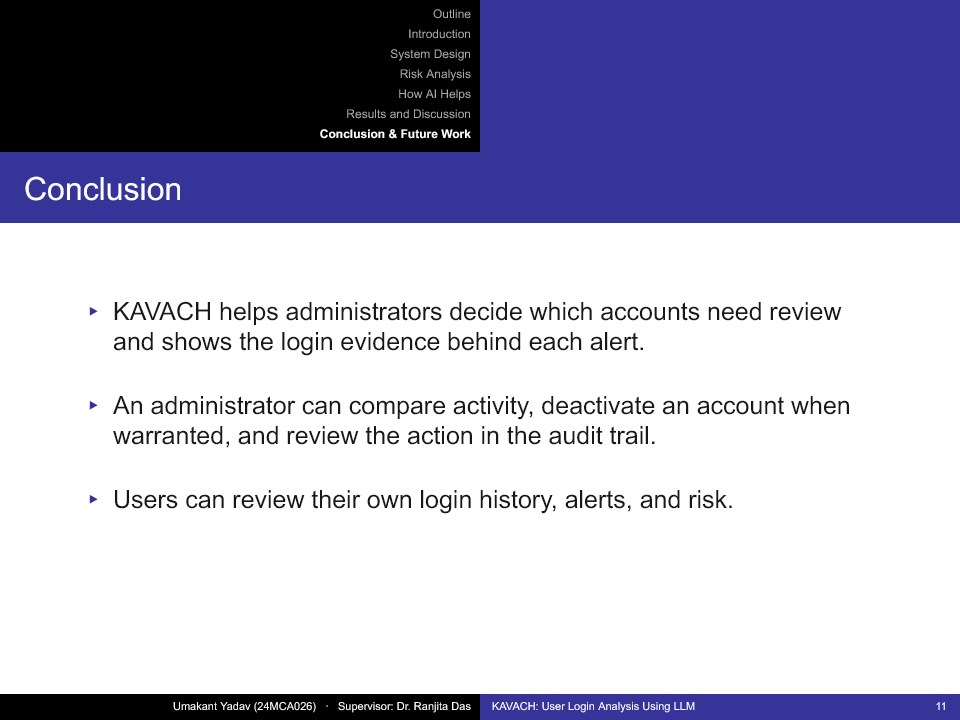 Outline
Introduction
System Design
Risk Analysis
How AI Helps
Results and Discussion
Conclusion & Future Work
Conclusion
▸ KAVACH helps administrators decide which accounts need review
and shows the login evidence behind each alert.
▸ An administrator can compare activity, deactivate an account when
warranted, and review the action in the audit trail.
▸ Users can review their own login history, alerts, and risk.
Umakant Yadav (24MCA026) · Supervisor: Dr. Ranjita Das
KAVACH: User Login Analysis Using LLM
11